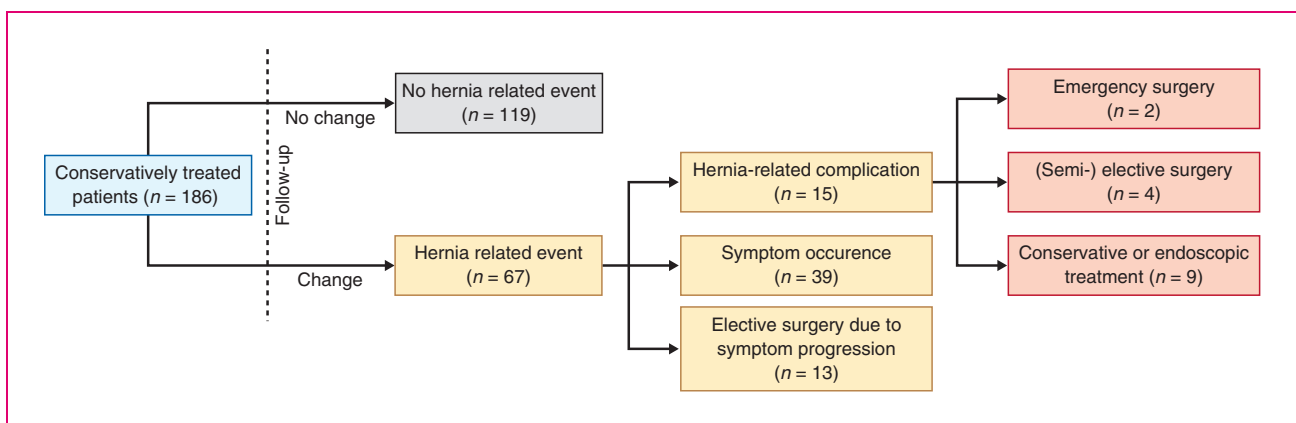 Conservatively treated
patients (n = 186)
Follow-up
No change
Change
No hernia related event
(n = 119)
Hernia related event
(n = 67)
Hernia-related complication
(n = 15)
Symptom occurence
(n = 39)
Elective surgery due to
symptom progression
(n = 13)
Emergency surgery
(n = 2)
(Semi-) elective surgery
(n = 4)
Conservative or endoscopic
treatment (n = 9)